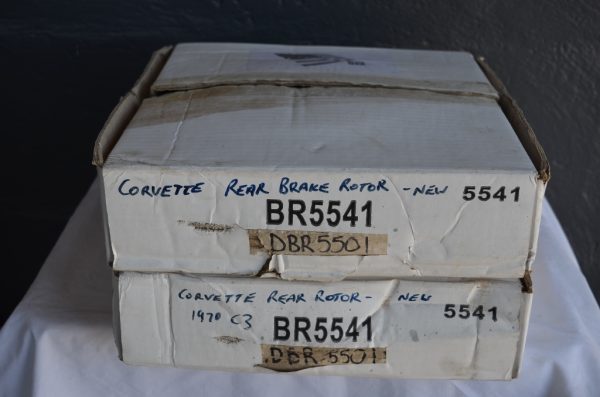 CORVETTE REAR BRAKE ROTOR - NEW 5541
BR5541
DBR5501
CORVETTE REAR ROTOR - NEW 5541
1970 C3 BR5541
DBR5501